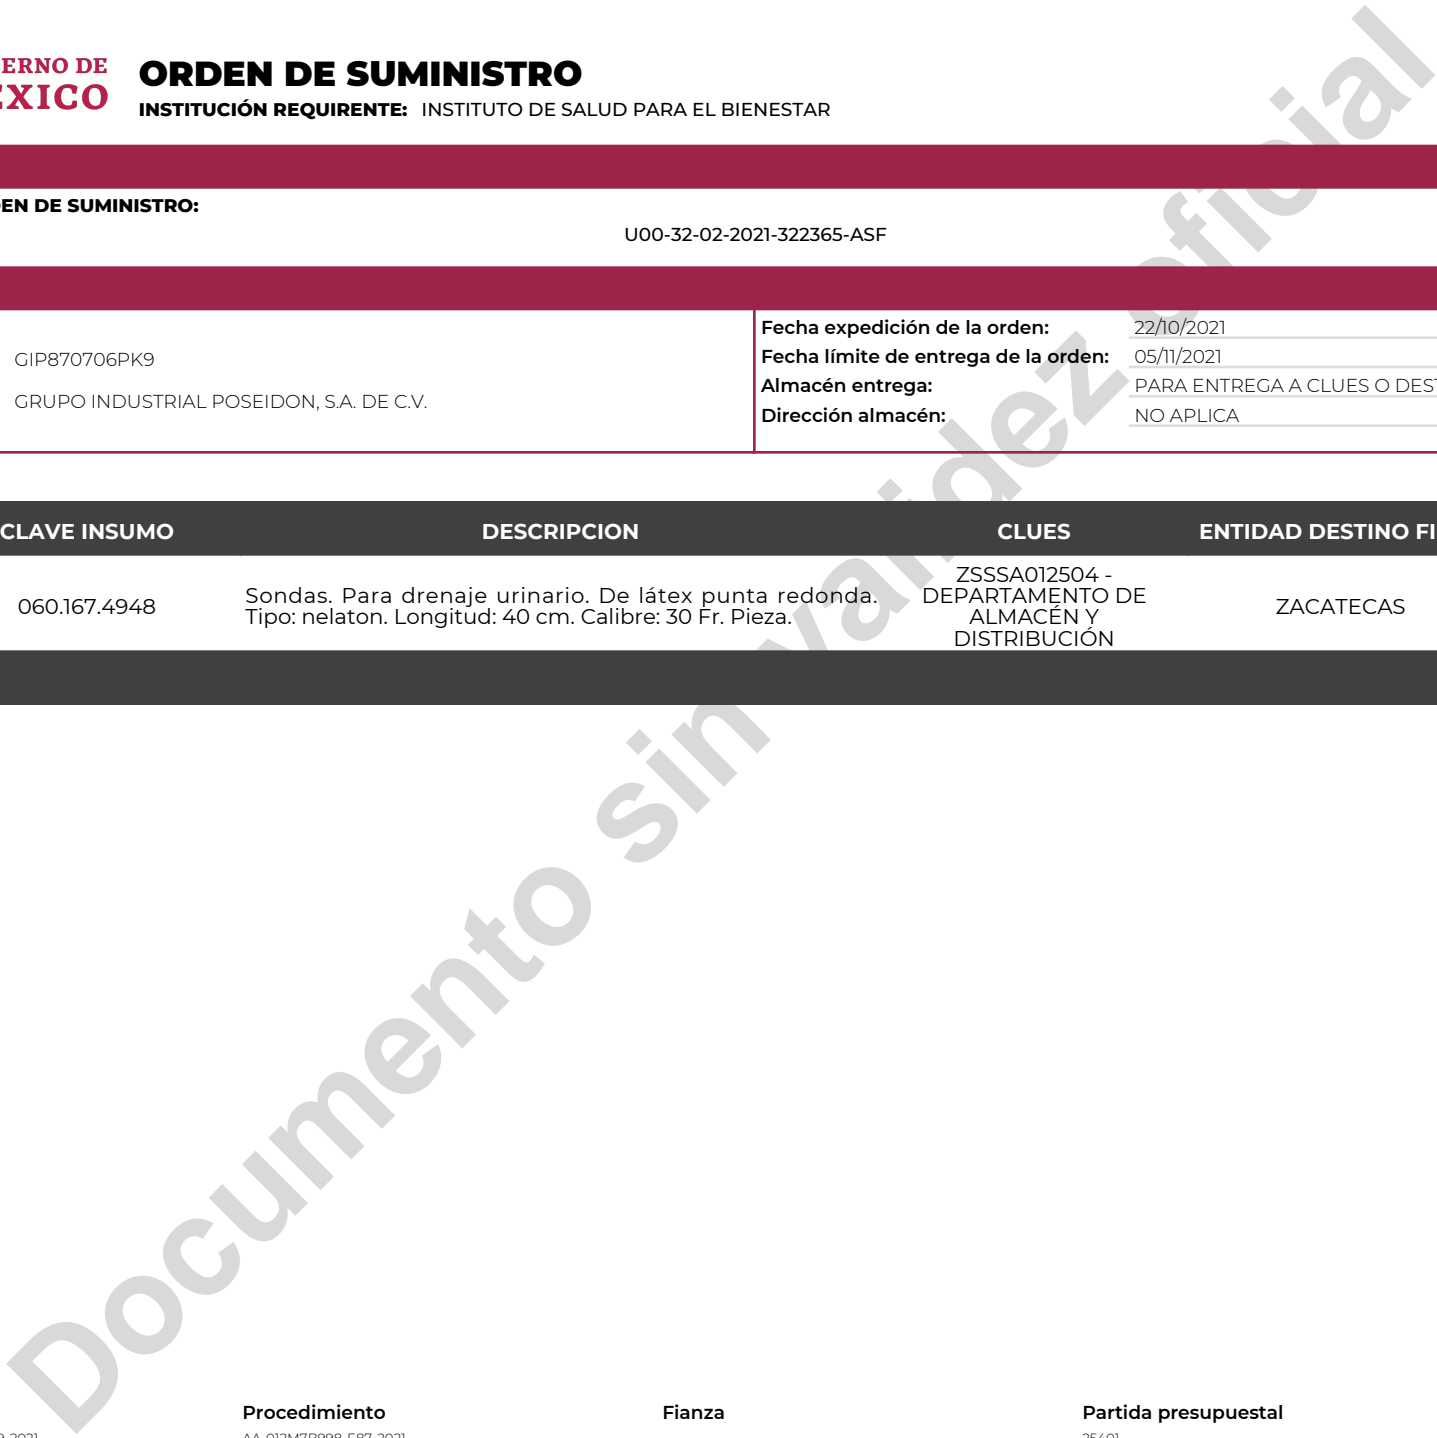 ERNO DE
ÉXICO
ORDEN DE SUMINISTRO
INSTITUCIÓN REQUIRENTE: INSTITUTO DE SALUD PARA EL BIENESTAR
EN DE SUMINISTRO:
U00-32-02-2021-322365-ASF
GIP870706PK9
GRUPO INDUSTRIAL POSEIDON, S.A. DE C.V.
Fecha expedición de la orden: 22/10/2021
Fecha límite de entrega de la orden: 05/11/2021
Almacén entrega: PARA ENTREGA A CLUES O DEST
Dirección almacén: NO APLICA
CLAVE INSUMO DESCRIPCION CLUES ENTIDAD DESTINO FI
060.167.4948
Sondas. Para drenaje urinario. De látex punta redonda.
Tipo: nelaton. Longitud: 40 cm. Calibre: 30 Fr. Pieza.
ZSSSA012504 -
DEPARTAMENTO DE
ALMACÉN Y
DISTRIBUCIÓN
ZACATECAS
Documento sin validez oficial
Procedimiento Fianza Partida presupuestal